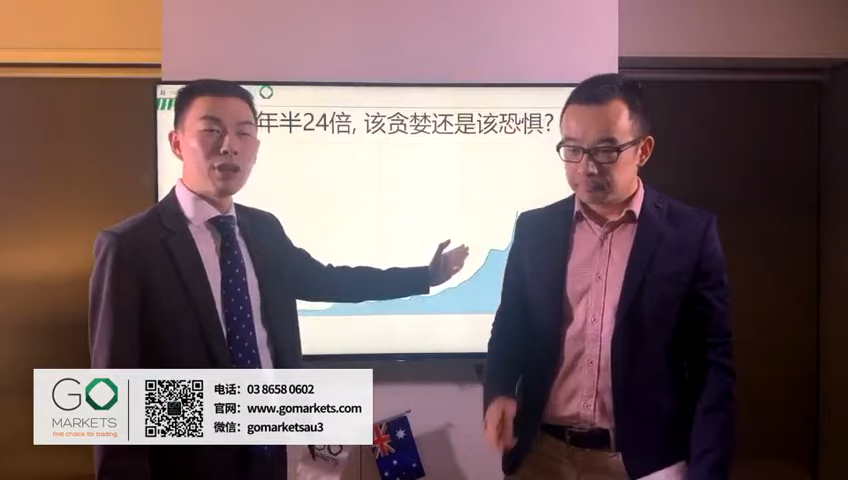 年半24倍, 该贪婪还是该恐惧?
GO
MARKETS
first choice for trading
电话： 03 8658 0602
官网： www.gomarkets.com
微信： gomarketsau3